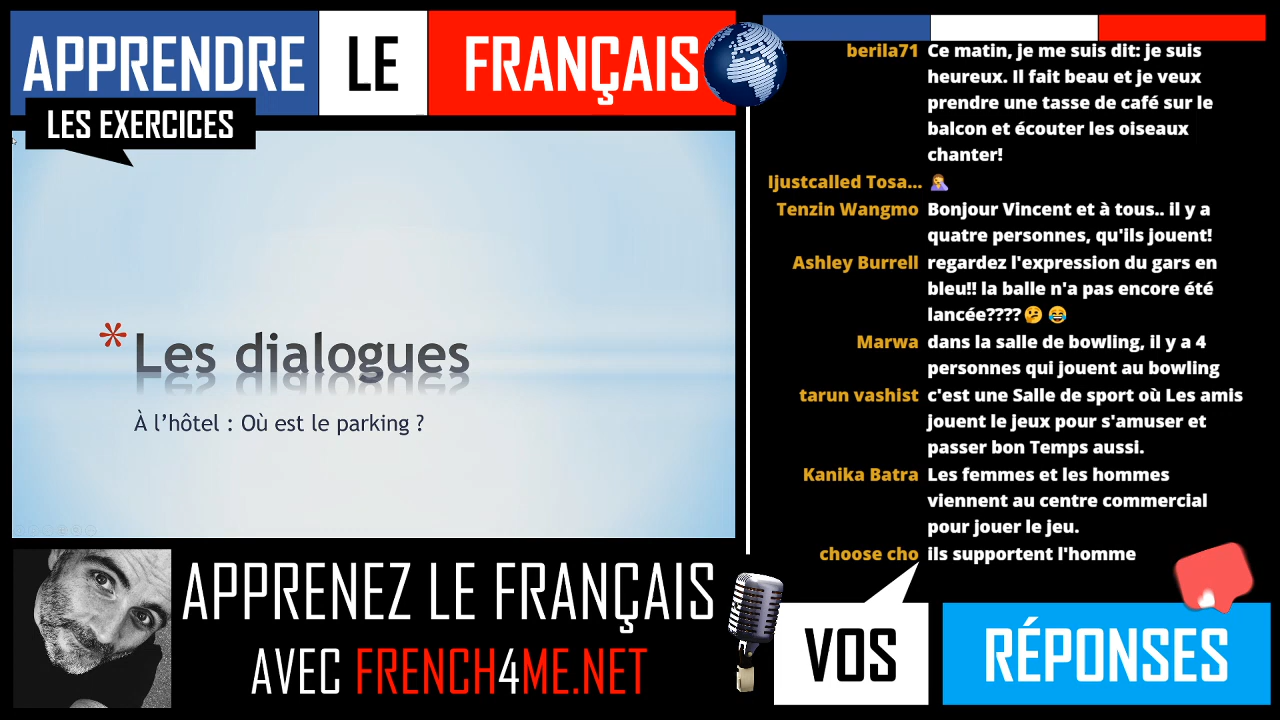 APPRENDRE LE FRANÇAIS
LES EXERCICES
* Les dialogues
À l'hôtel : Où est le parking ?
APPRENEZ LE FRANÇAIS
AVEC FRENCH4ME.NET
berila71 Ce matin, je me suis dit: je suis
heureux. Il fait beau et je veux
prendre une tasse de café sur le
balcon et écouter les oiseaux
chanter!
Ijustcalled Tosa... 🤦
Tenzin Wangmo Bonjour Vincent et à tous.. il y a
quatre personnes, qu'ils jouent!
Ashley Burrell regardez l'expression du gars en
bleu!! la balle n'a pas encore été
lancée????🤔 😂
Marwa dans la salle de bowling, il y a 4
personnes qui jouent au bowling
tarun vashist c'est une Salle de sport où Les amis
jouent le jeux pour s'amuser et
passer bon Temps aussi.
Kanika Batra Les femmes et les hommes
viennent au centre commercial
pour jouer le jeu.
choose cho ils supportent l'homme
VOS RÉPONSES